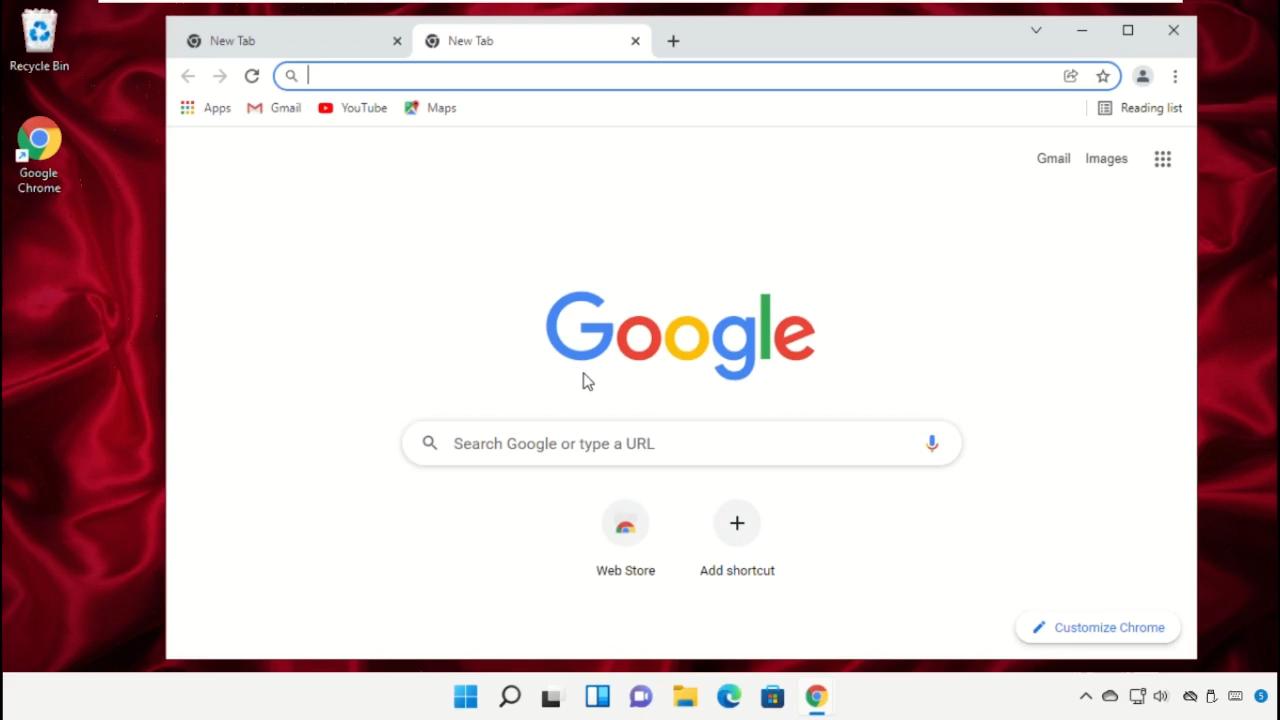 Recycle Bin
Google
Chrome
New Tab
New Tab
Apps
Gmail
YouTube
Maps
Reading list
Gmail
Images
Google
Search Google or type a URL
Web Store
Add shortcut
Customize Chrome
5